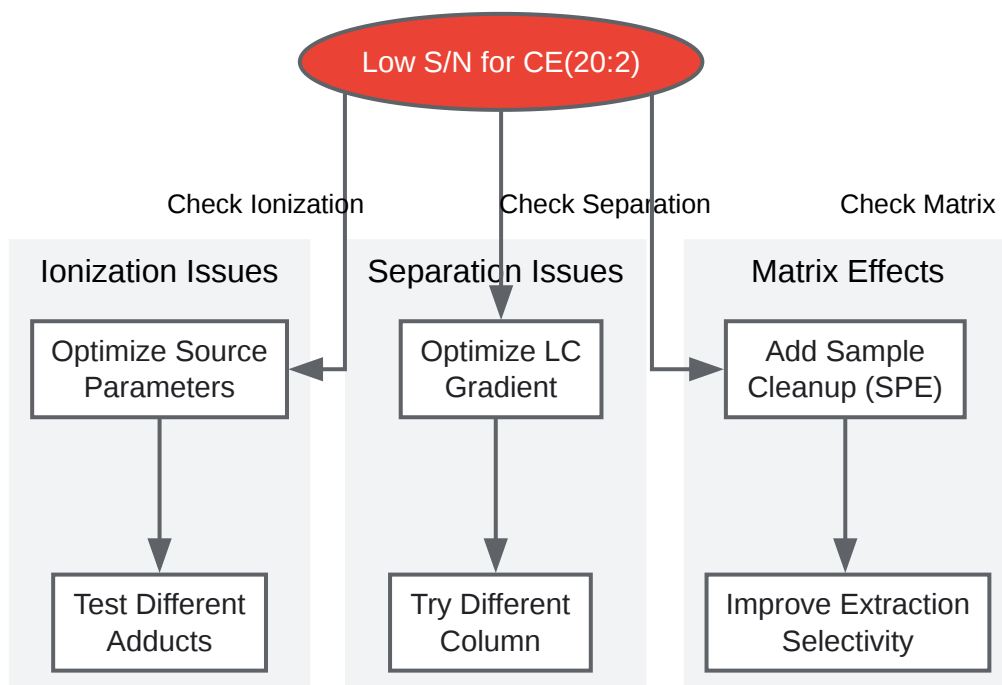 Low S/N for CE(20:2)
Check Ionization
Check Separation
Check Matrix
Ionization Issues
Separation Issues
Matrix Effects
Optimize Source
Parameters
Optimize LC
Gradient
Add Sample
Cleanup (SPE)
Test Different
Adducts
Try Different
Column
Improve Extraction
Selectivity